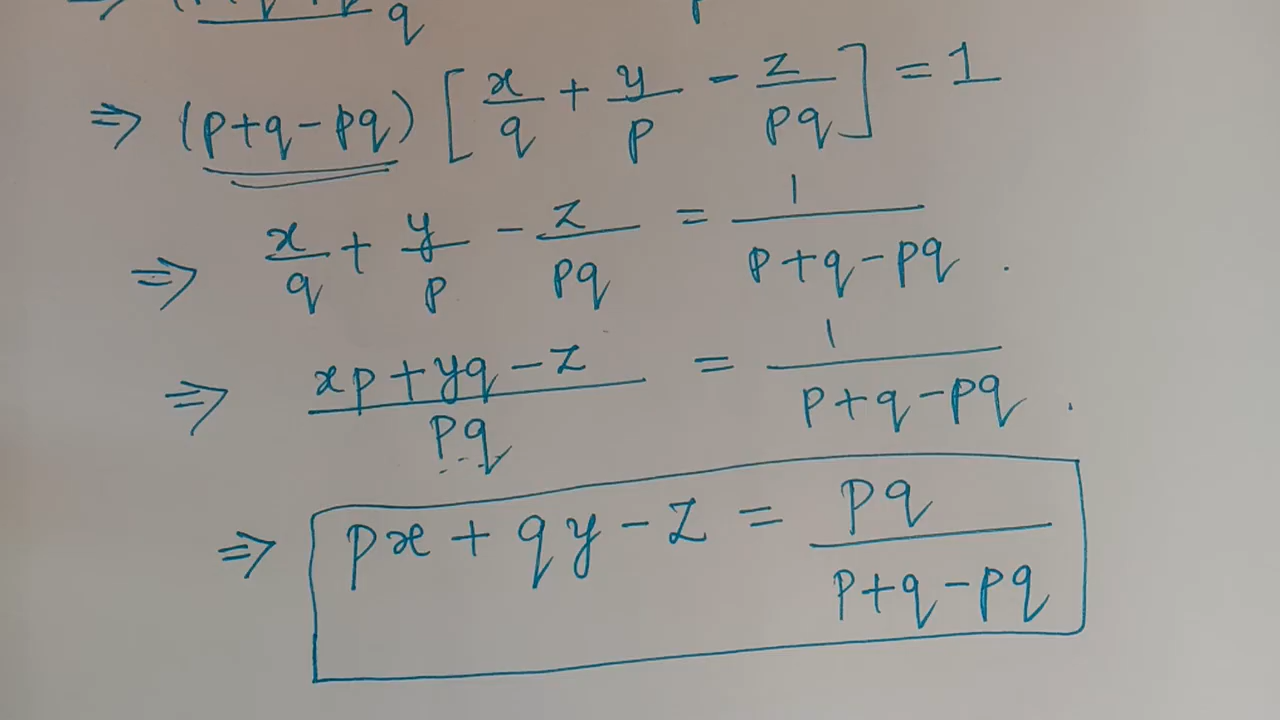 ⇒ (p+q-pq) [x/q + y/p - z/pq] = 1
⇒ x/q + y/p - z/pq = 1/(p+q-pq) .
⇒ (xp+yq-z)/pq = 1/(p+q-pq) .
⇒ px + qy - z = pq/(p+q-pq)